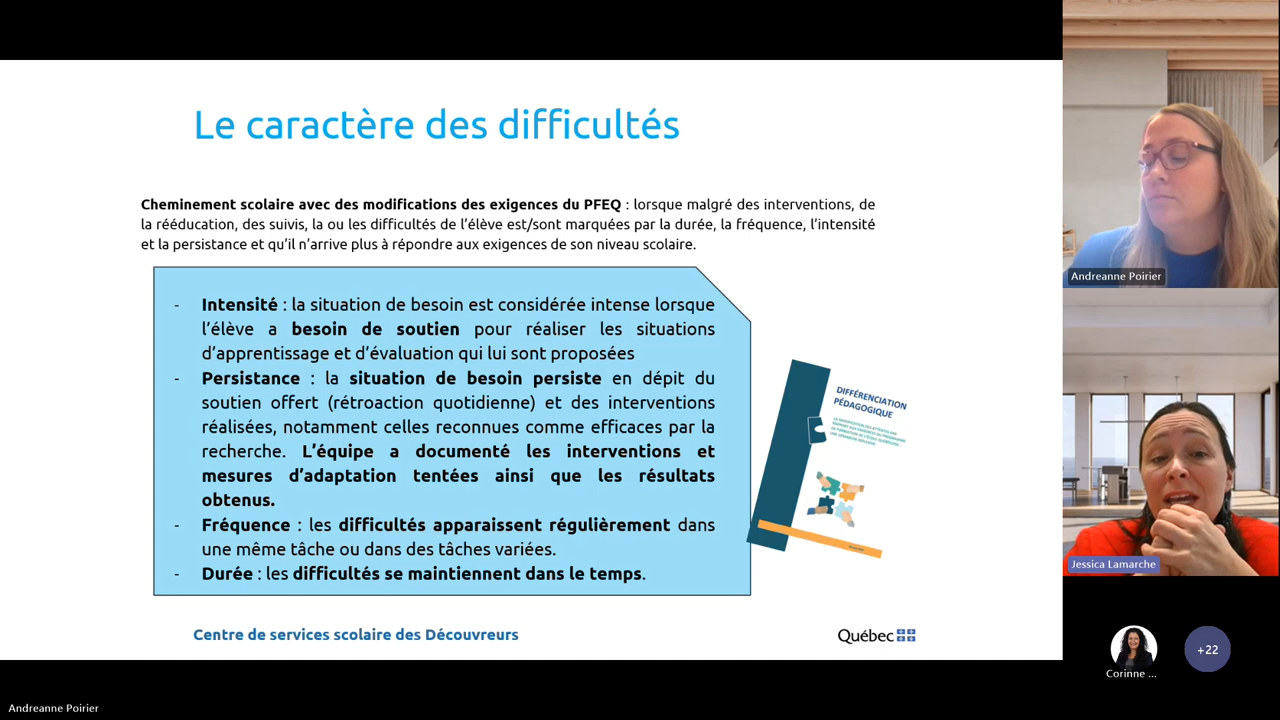 Le caractère des difficultés
Cheminement scolaire avec des modifications des exigences du PFEQ : lorsque malgré des interventions, de
la rééducation, des suivis, la ou les difficultés de l'élève est/sont marquées par la durée, la fréquence, l'intensité
et la persistance et qu'il n'arrive plus à répondre aux exigences de son niveau scolaire.
- Intensité : la situation de besoin est considérée intense lorsque
l'élève a besoin de soutien pour réaliser les situations
d'apprentissage et d'évaluation qui lui sont proposées
- Persistance : la situation de besoin persiste en dépit du
soutien offert (rétroaction quotidienne) et des interventions
réalisées, notamment celles reconnues comme efficaces par la
recherche. L'équipe a documenté les interventions et
mesures d'adaptation tentées ainsi que les résultats
obtenus.
- Fréquence : les difficultés apparaissent régulièrement dans
une même tâche ou dans des tâches variées.
- Durée : les difficultés se maintiennent dans le temps.
DIFFÉRENCIATION
PÉDAGOGIQUE
Centre de services scolaire des Découvreurs
Québec
Andreanne Poirier
Jessica Lamarche
Corinne ...
+22
Andreanne Poirier